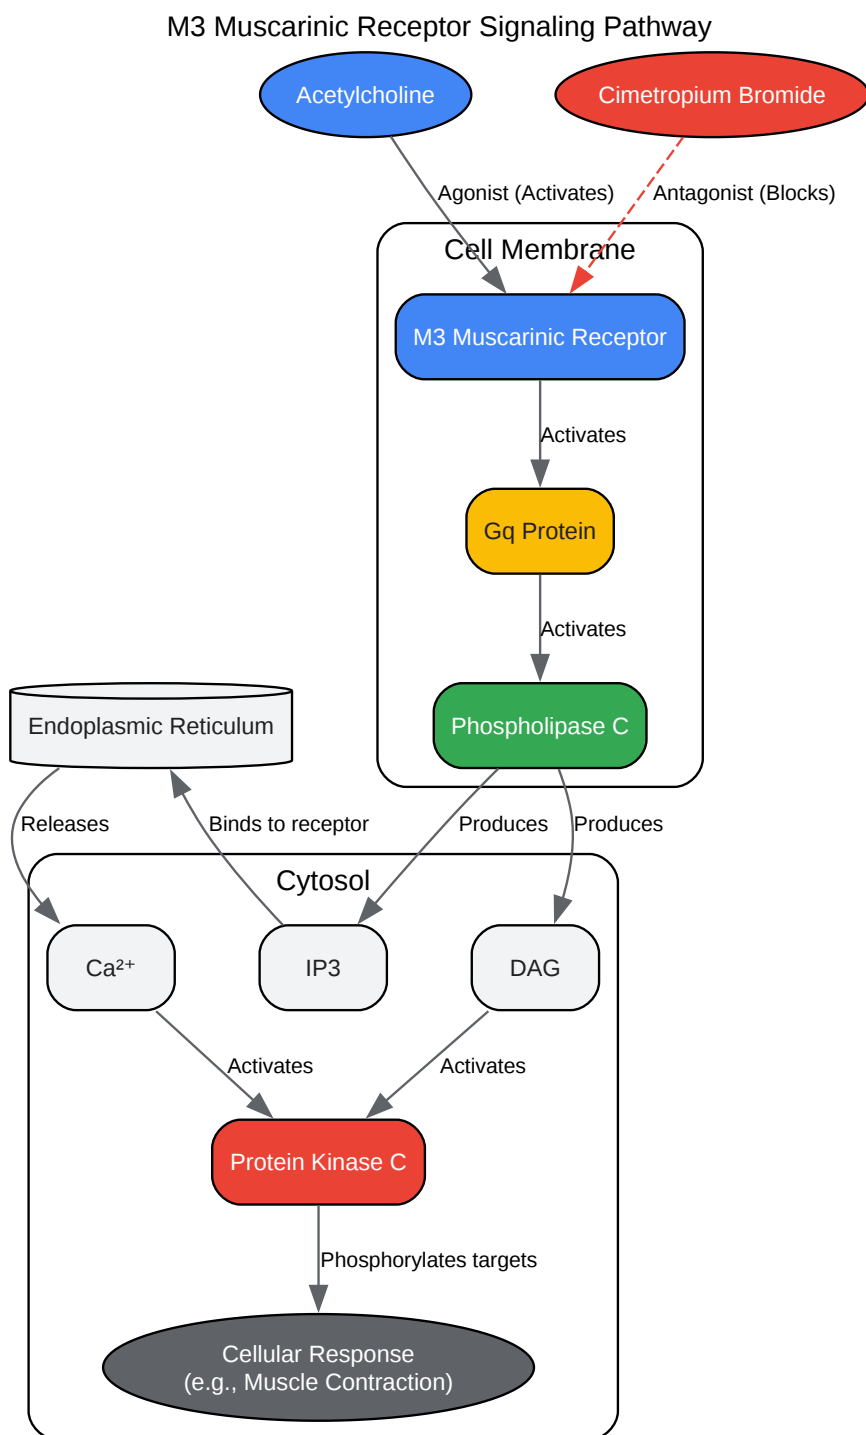 M3 Muscarinic Receptor Signaling Pathway
Acetylcholine
Cimetropium Bromide
Agonist (Activates)
Antagonist (Blocks)
Cell Membrane
M3 Muscarinic Receptor
Activates
Gq Protein
Activates
Endoplasmic Reticulum
Phospholipase C
Releases
Binds to receptor
Produces
Produces
Cytosol
Ca²⁺
IP3
DAG
Activates
Activates
Protein Kinase C
Phosphorylates targets
Cellular Response
(e.g., Muscle Contraction)